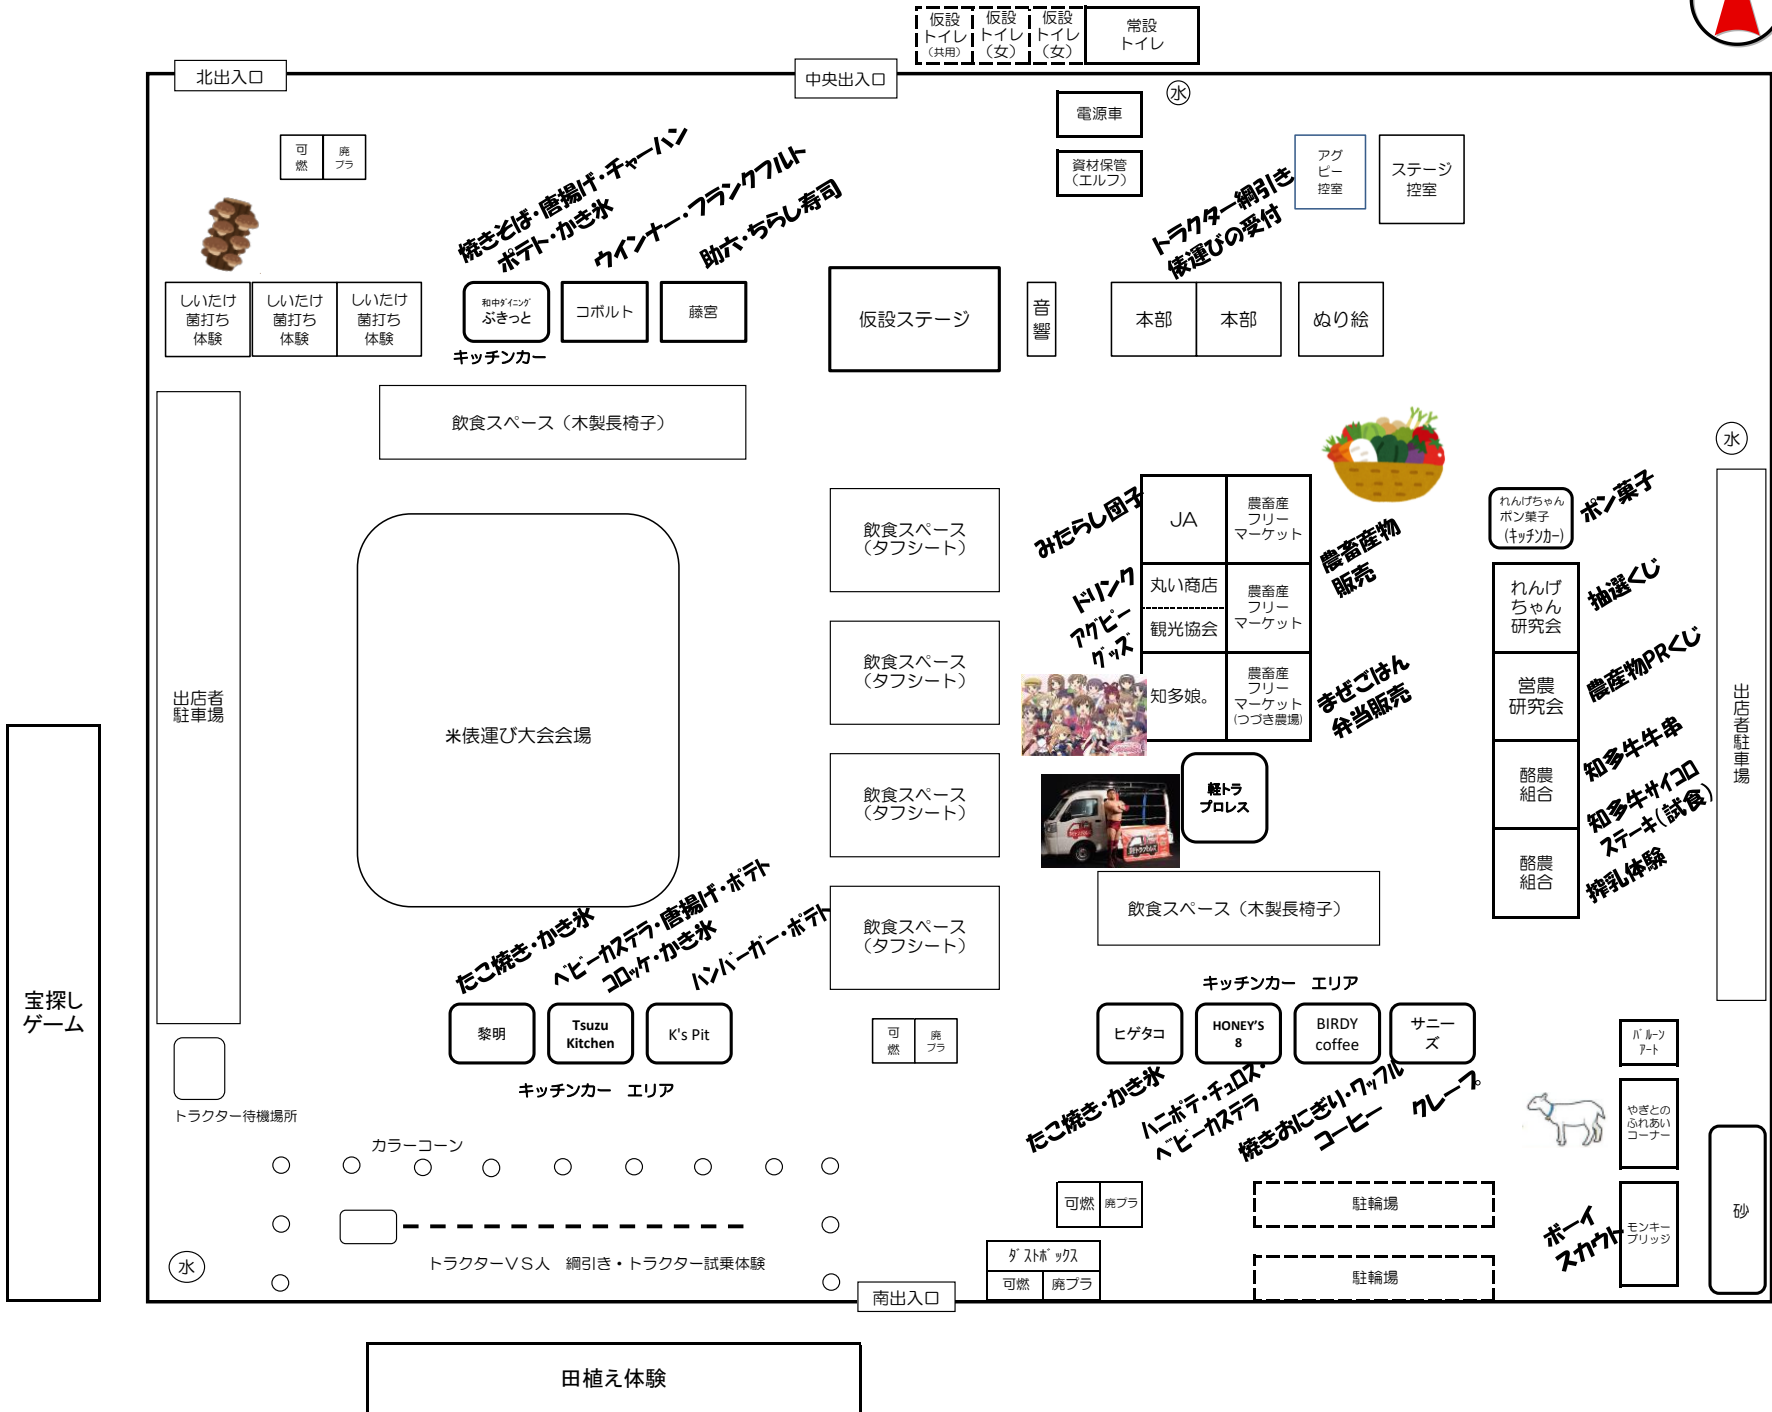 仮設
トイレ
（共用）
仮設
トイレ
（女）
仮設
トイレ
（女）
常設
トイレ
北出入口
中央出入口
電源車
水
資材保管
（エルフ）
アグ
ピー
控室
ステージ
控室
可
燃
廃
プラ
焼きそば・唐揚げ・チャーハン
ポテト・かき氷
ウインナー・フランクフルト
助六・ちらし寿司
トラクター綱引き
俵運びの受付
しいたけ
菌打ち
体験
しいたけ
菌打ち
体験
しいたけ
菌打ち
体験
和中ダイニング
ぶきっと
キッチンカー
コボルト
藤宮
仮設ステージ
音
響
本部
本部
ぬり絵
飲食スペース（木製長椅子）
水
出店者
駐車場
米俵運び大会会場
飲食スペース
（タフシート）
飲食スペース
（タフシート）
飲食スペース
（タフシート）
飲食スペース
（タフシート）
みたらし団子
JA
農畜産
フリー
マーケット
農畜産物
販売
ドリンク
アグピー
グッズ
丸い商店
観光協会
農畜産
フリー
マーケット
知多娘。
農畜産
フリー
マーケット
(つづき農場)
まぜごはん
弁当販売
軽トラ
プロレス
れんげちゃん
ポン菓子
（キッチンカー）
ポン菓子
れんげ
ちゃん
研究会
抽選くじ
営農
研究会
農産物PRくじ
酪農
組合
知多牛牛串
知多牛サイコロ
ステーキ(試食)
酪農
組合
搾乳体験
出店者駐車場
飲食スペース（木製長椅子）
宝探し
ゲーム
たこ焼き・かき氷
ベビーカステラ・唐揚げ・ポテト
コロッケ・かき氷
ハンバーガー・ポテト
黎明
Tsuzu
Kitchen
K's Pit
キッチンカー　エリア
可
燃
廃
プラ
キッチンカー　エリア
ヒゲタコ
HONEY'S
8
BIRDY
coffee
サニー
ズ
たこ焼き・かき氷
ハニポテ・チュロス・
ベビーカステラ
焼きおにぎり・ワッフル
コーヒー
クレープ
バルーン
アート
やぎとの
ふれあい
コーナー
ボーイ
スカウト
モンキー
ブリッジ
砂
トラクター待機場所
カラーコーン
トラクターVS人　綱引き・トラクター試乗体験
水
可燃
廃プラ
ダストボックス
可燃
廃プラ
駐輪場
駐輪場
南出入口
田植え体験